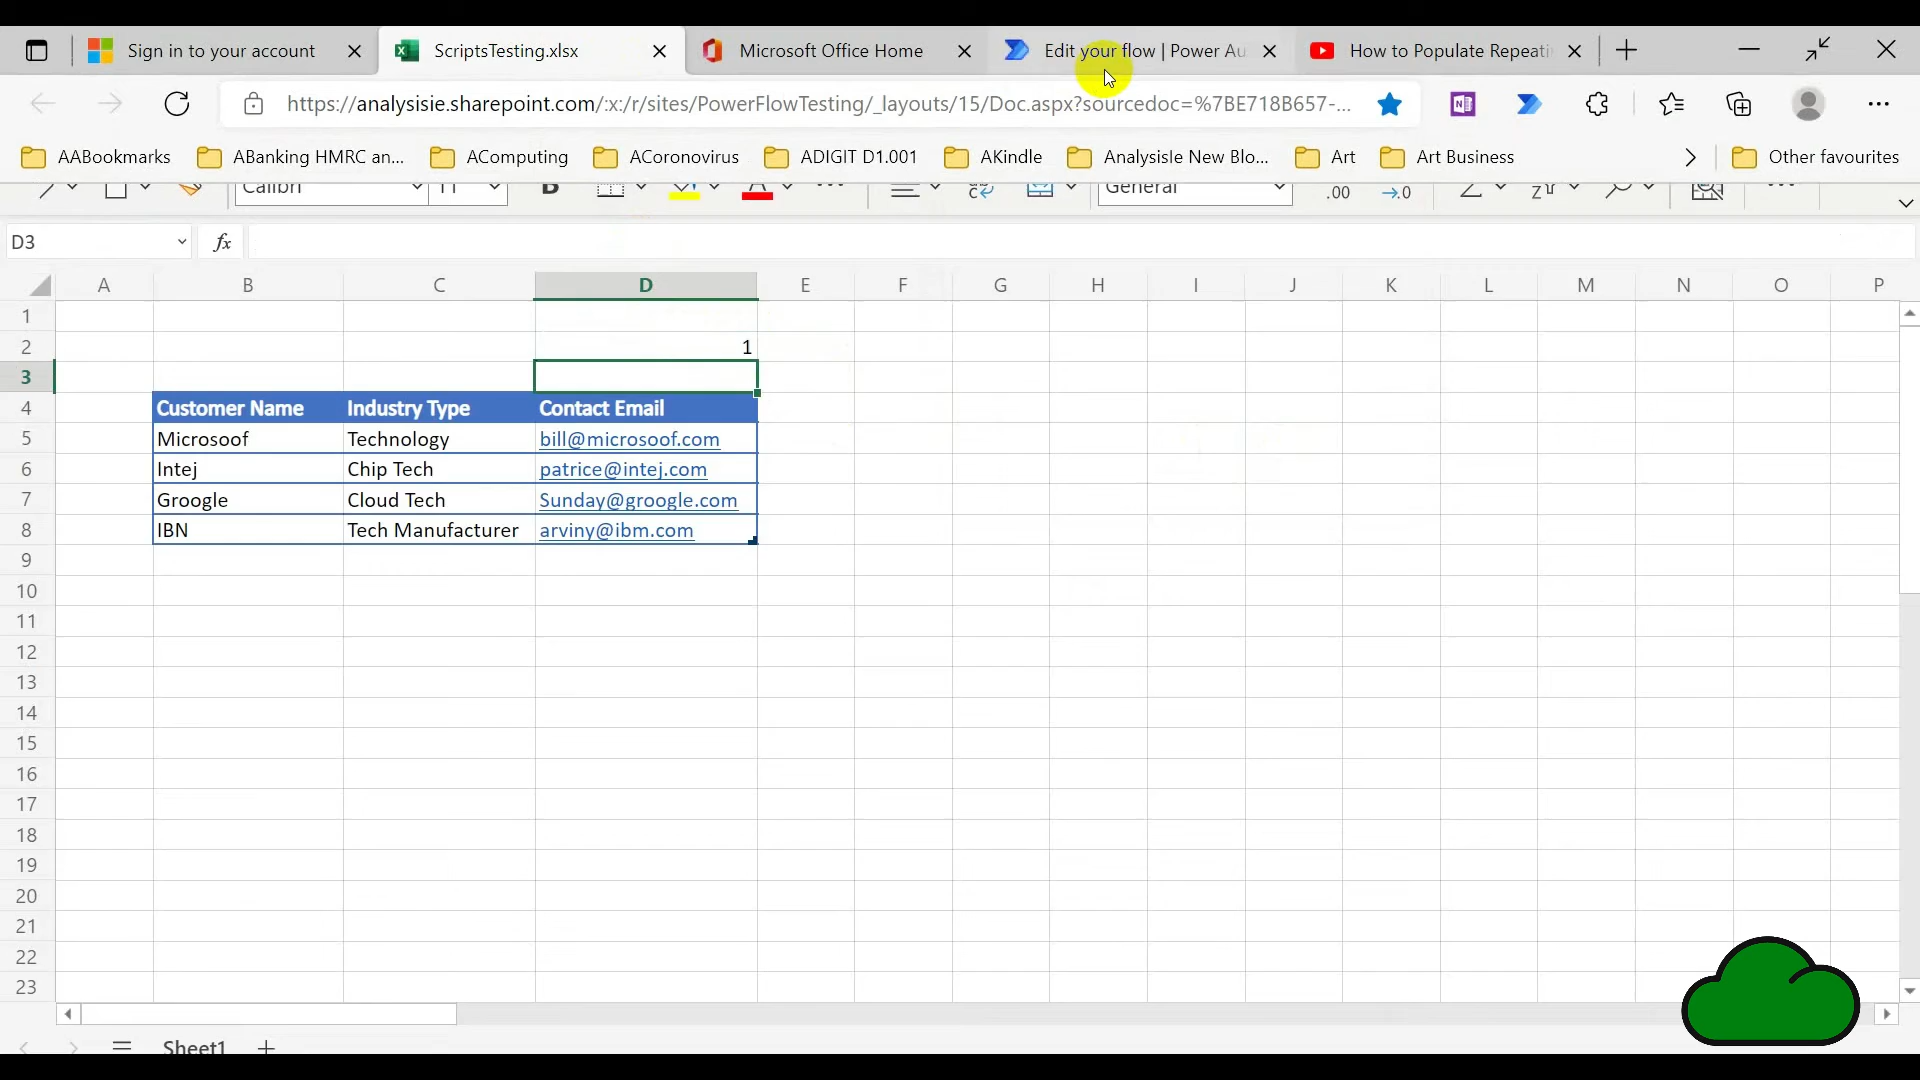 Sign in to your account ScriptsTesting.xlsx Microsoft Office Home Edit your flow | Power Au How to Populate Repeati
https://analysisie.sharepoint.com/:x:/r/sites/PowerFlowTesting/_layouts/15/Doc.aspx?sourcedoc=%7BE718B657-...
AABookmarks ABanking HMRC an... AComputing ACoronovirus ADIGIT D1.001 AKindle AnalysisIe New Blo... Art Art Business Other favourites
Calibri 11 B A General .00 →.0
D3 fx
A B C D E F G H I J K L M N O P
1
2 1
3
4 Customer Name Industry Type Contact Email
5 Microsoof Technology bill@microsoof.com
6 Intej Chip Tech patrice@intej.com
7 Groogle Cloud Tech Sunday@groogle.com
8 IBN Tech Manufacturer arviny@ibm.com
9
10
11
12
13
14
15
16
17
18
19
20
21
22
23
Sheet1